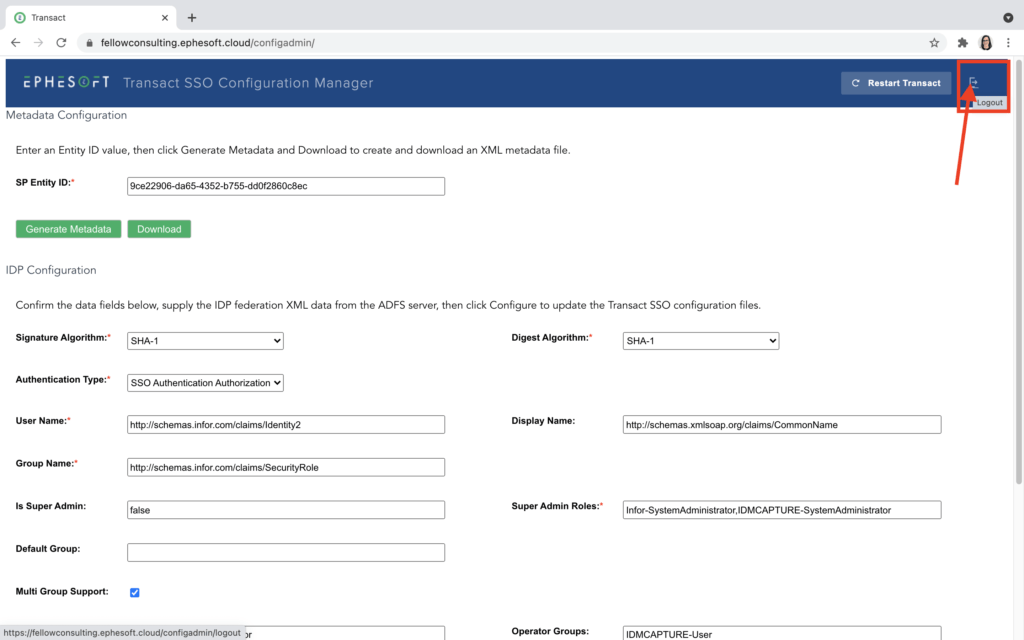 Transact
fellowconsulting.ephesoft.cloud/configadmin/
EPHESOFT Transact SSO Configuration Manager
Restart Transact
Logout
Metadata Configuration
Enter an Entity ID value, then click Generate Metadata and Download to create and download an XML metadata file.
SP Entity ID:* 9ce22906-da65-4352-b755-dd0f2860c8ec
Generate Metadata Download
IDP Configuration
Confirm the data fields below, supply the IDP federation XML data from the ADFS server, then click Configure to update the Transact SSO configuration files.
Signature Algorithm:* SHA-1 Digest Algorithm:* SHA-1
Authentication Type:* SSO Authentication Authorization
User Name:* http://schemas.infor.com/claims/Identity2 Display Name: http://schemas.xmlsoap.org/claims/CommonName
Group Name:* http://schemas.infor.com/claims/SecurityRole
Is Super Admin: false Super Admin Roles:* Infor-SystemAdministrator,IDMCAPTURE-SystemAdministrator
Default Group:
Multi Group Support:
https://fellowconsulting.ephesoft.cloud/configadmin/logout or Operator Groups: IDMCAPTURE-User